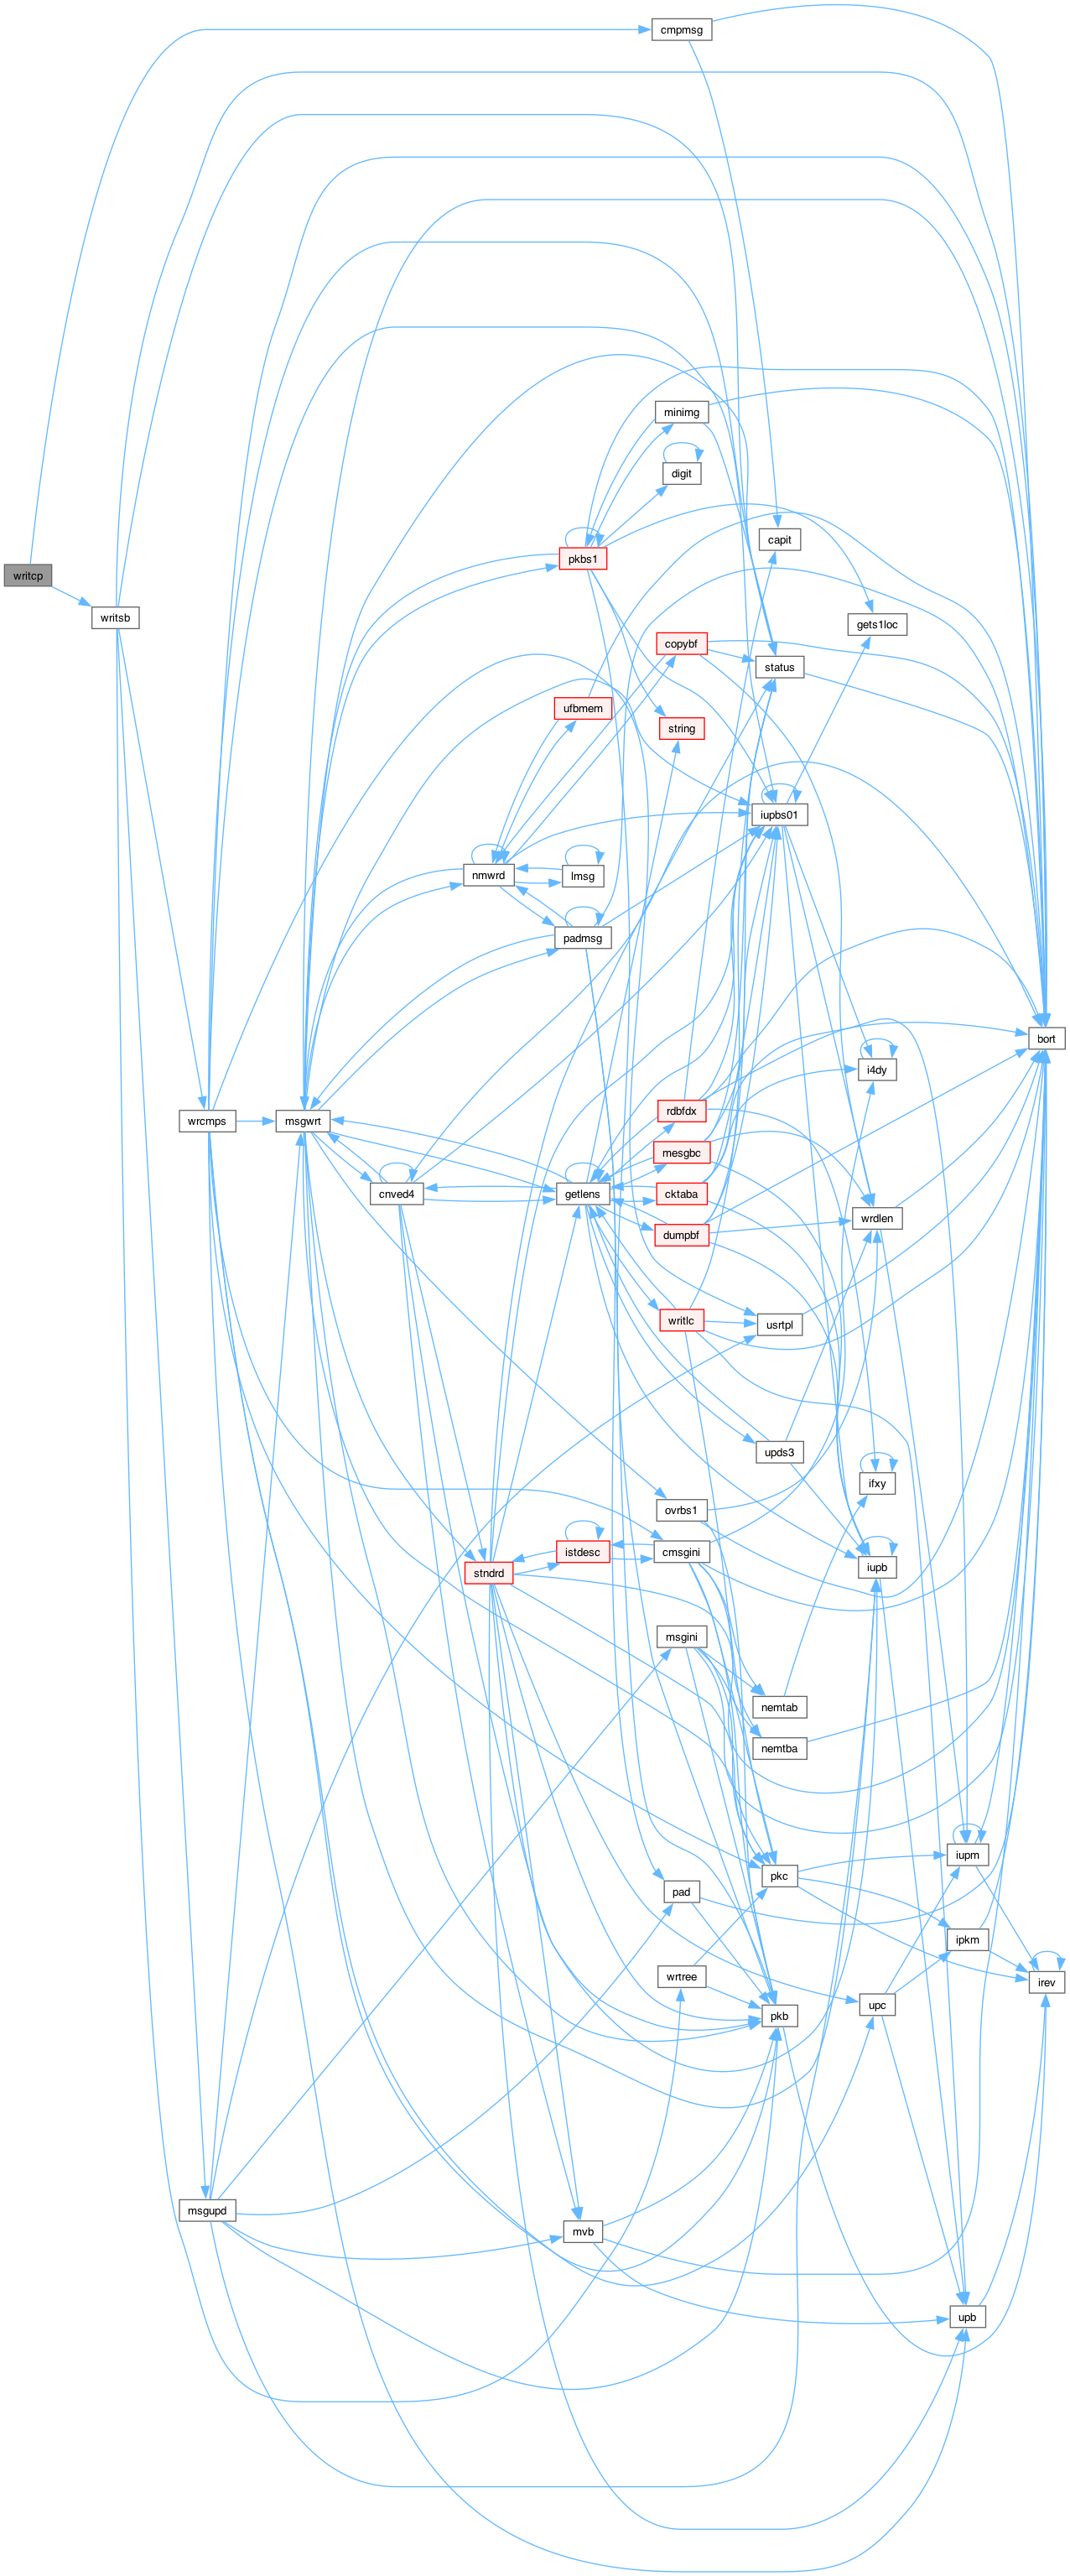 cmpmsg
minimg
digit
capit
pkbs1
writcp
writsb
gets1loc
copybf
status
ufbmem
string
iupbs01
nmwrd
lmsg
padmsg
bort
i4dy
rdbfdx
wrcmps
msgwrt
mesgbc
cnved4
getlens
cktaba
wrdlen
dumpbf
writlc
usrtpl
upds3
ifxy
ovrbs1
istdesc
cmsgini
stndrd
iupb
msgini
nemtab
nemtba
iupm
pkc
pad
ipkm
wrtree
irev
upc
pkb
msgupd
mvb
upb